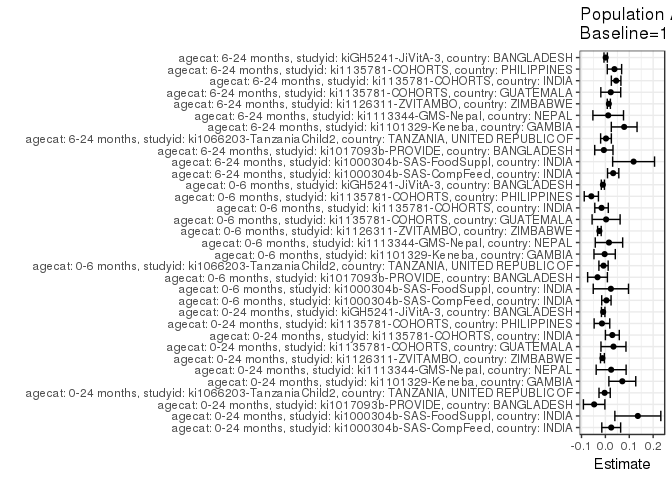 Population A
Baseline=1
agecat: 6-24 months, studyid: kiGH5241-JiVitA-3, country: BANGLADESH
agecat: 6-24 months, studyid: ki1135781-COHORTS, country: PHILIPPINES
agecat: 6-24 months, studyid: ki1135781-COHORTS, country: INDIA
agecat: 6-24 months, studyid: ki1135781-COHORTS, country: GUATEMALA
agecat: 6-24 months, studyid: ki1126311-ZVITAMBO, country: ZIMBABWE
agecat: 6-24 months, studyid: ki1113344-GMS-Nepal, country: NEPAL
agecat: 6-24 months, studyid: ki1101329-Keneba, country: GAMBIA
agecat: 6-24 months, studyid: ki1066203-TanzaniaChild2, country: TANZANIA, UNITED REPUBLIC OF
agecat: 6-24 months, studyid: ki1017093b-PROVIDE, country: BANGLADESH
agecat: 6-24 months, studyid: ki1000304b-SAS-FoodSuppl, country: INDIA
agecat: 6-24 months, studyid: ki1000304b-SAS-CompFeed, country: INDIA
agecat: 0-6 months, studyid: kiGH5241-JiVitA-3, country: BANGLADESH
agecat: 0-6 months, studyid: ki1135781-COHORTS, country: PHILIPPINES
agecat: 0-6 months, studyid: ki1135781-COHORTS, country: INDIA
agecat: 0-6 months, studyid: ki1135781-COHORTS, country: GUATEMALA
agecat: 0-6 months, studyid: ki1126311-ZVITAMBO, country: ZIMBABWE
agecat: 0-6 months, studyid: ki1113344-GMS-Nepal, country: NEPAL
agecat: 0-6 months, studyid: ki1101329-Keneba, country: GAMBIA
agecat: 0-6 months, studyid: ki1066203-TanzaniaChild2, country: TANZANIA, UNITED REPUBLIC OF
agecat: 0-6 months, studyid: ki1017093b-PROVIDE, country: BANGLADESH
agecat: 0-6 months, studyid: ki1000304b-SAS-FoodSuppl, country: INDIA
agecat: 0-6 months, studyid: ki1000304b-SAS-CompFeed, country: INDIA
agecat: 0-24 months, studyid: kiGH5241-JiVitA-3, country: BANGLADESH
agecat: 0-24 months, studyid: ki1135781-COHORTS, country: PHILIPPINES
agecat: 0-24 months, studyid: ki1135781-COHORTS, country: INDIA
agecat: 0-24 months, studyid: ki1135781-COHORTS, country: GUATEMALA
agecat: 0-24 months, studyid: ki1126311-ZVITAMBO, country: ZIMBABWE
agecat: 0-24 months, studyid: ki1113344-GMS-Nepal, country: NEPAL
agecat: 0-24 months, studyid: ki1101329-Keneba, country: GAMBIA
agecat: 0-24 months, studyid: ki1066203-TanzaniaChild2, country: TANZANIA, UNITED REPUBLIC OF
agecat: 0-24 months, studyid: ki1017093b-PROVIDE, country: BANGLADESH
agecat: 0-24 months, studyid: ki1000304b-SAS-FoodSuppl, country: INDIA
agecat: 0-24 months, studyid: ki1000304b-SAS-CompFeed, country: INDIA
-0.1 0.0 0.1 0.2
Estimate